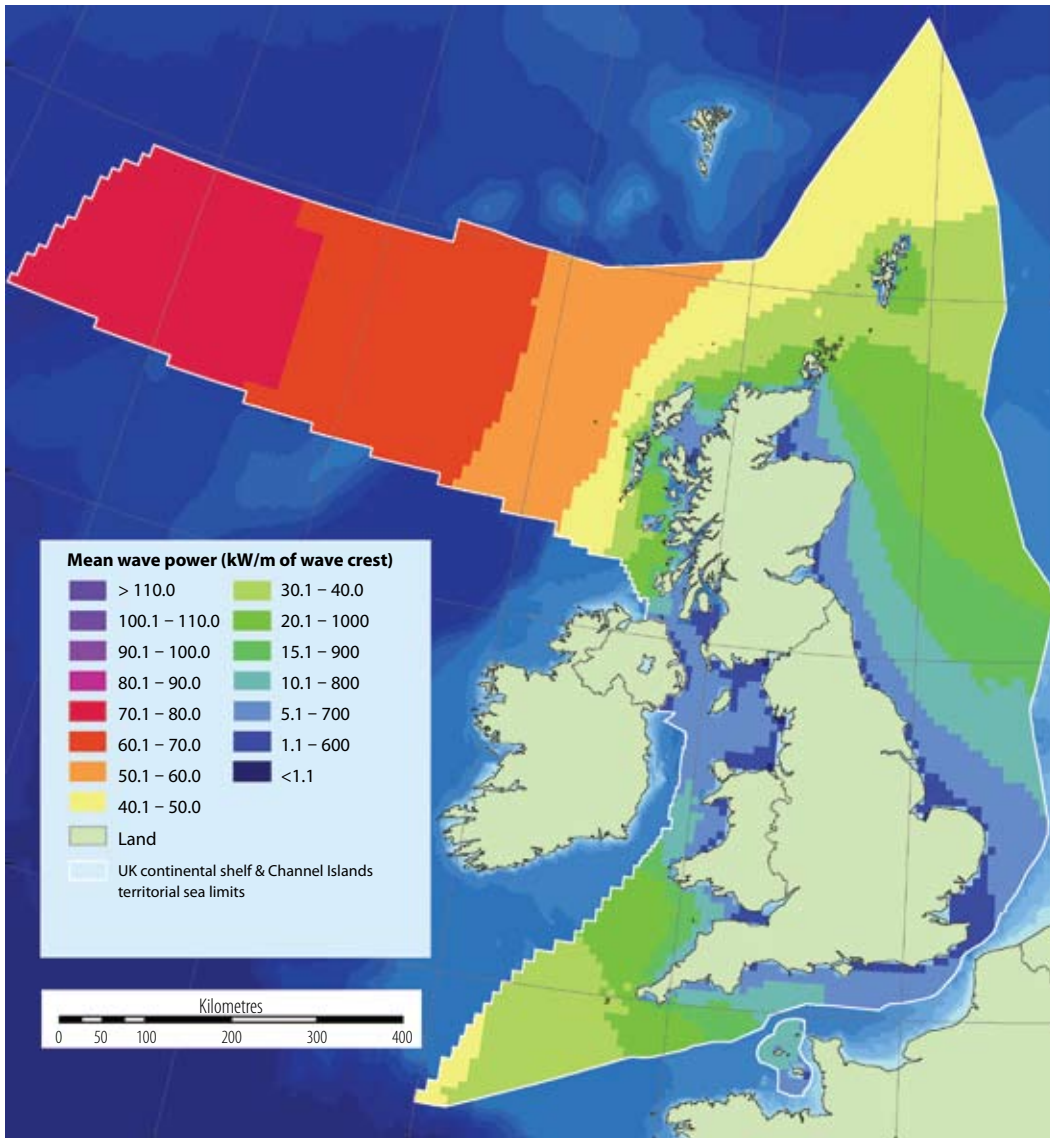 Mean wave power (kW/m of wave crest)
> 110.0
100.1 – 110.0
90.1 – 100.0
80.1 – 90.0
70.1 – 80.0
60.1 – 70.0
50.1 – 60.0
40.1 – 50.0
Land
UK continental shelf & Channel Islands
territorial sea limits
30.1 – 40.0
20.1 – 1000
15.1 – 900
10.1 – 800
5.1 – 700
1.1 – 600
<1.1
Kilometres
0 50 100 200 300 400